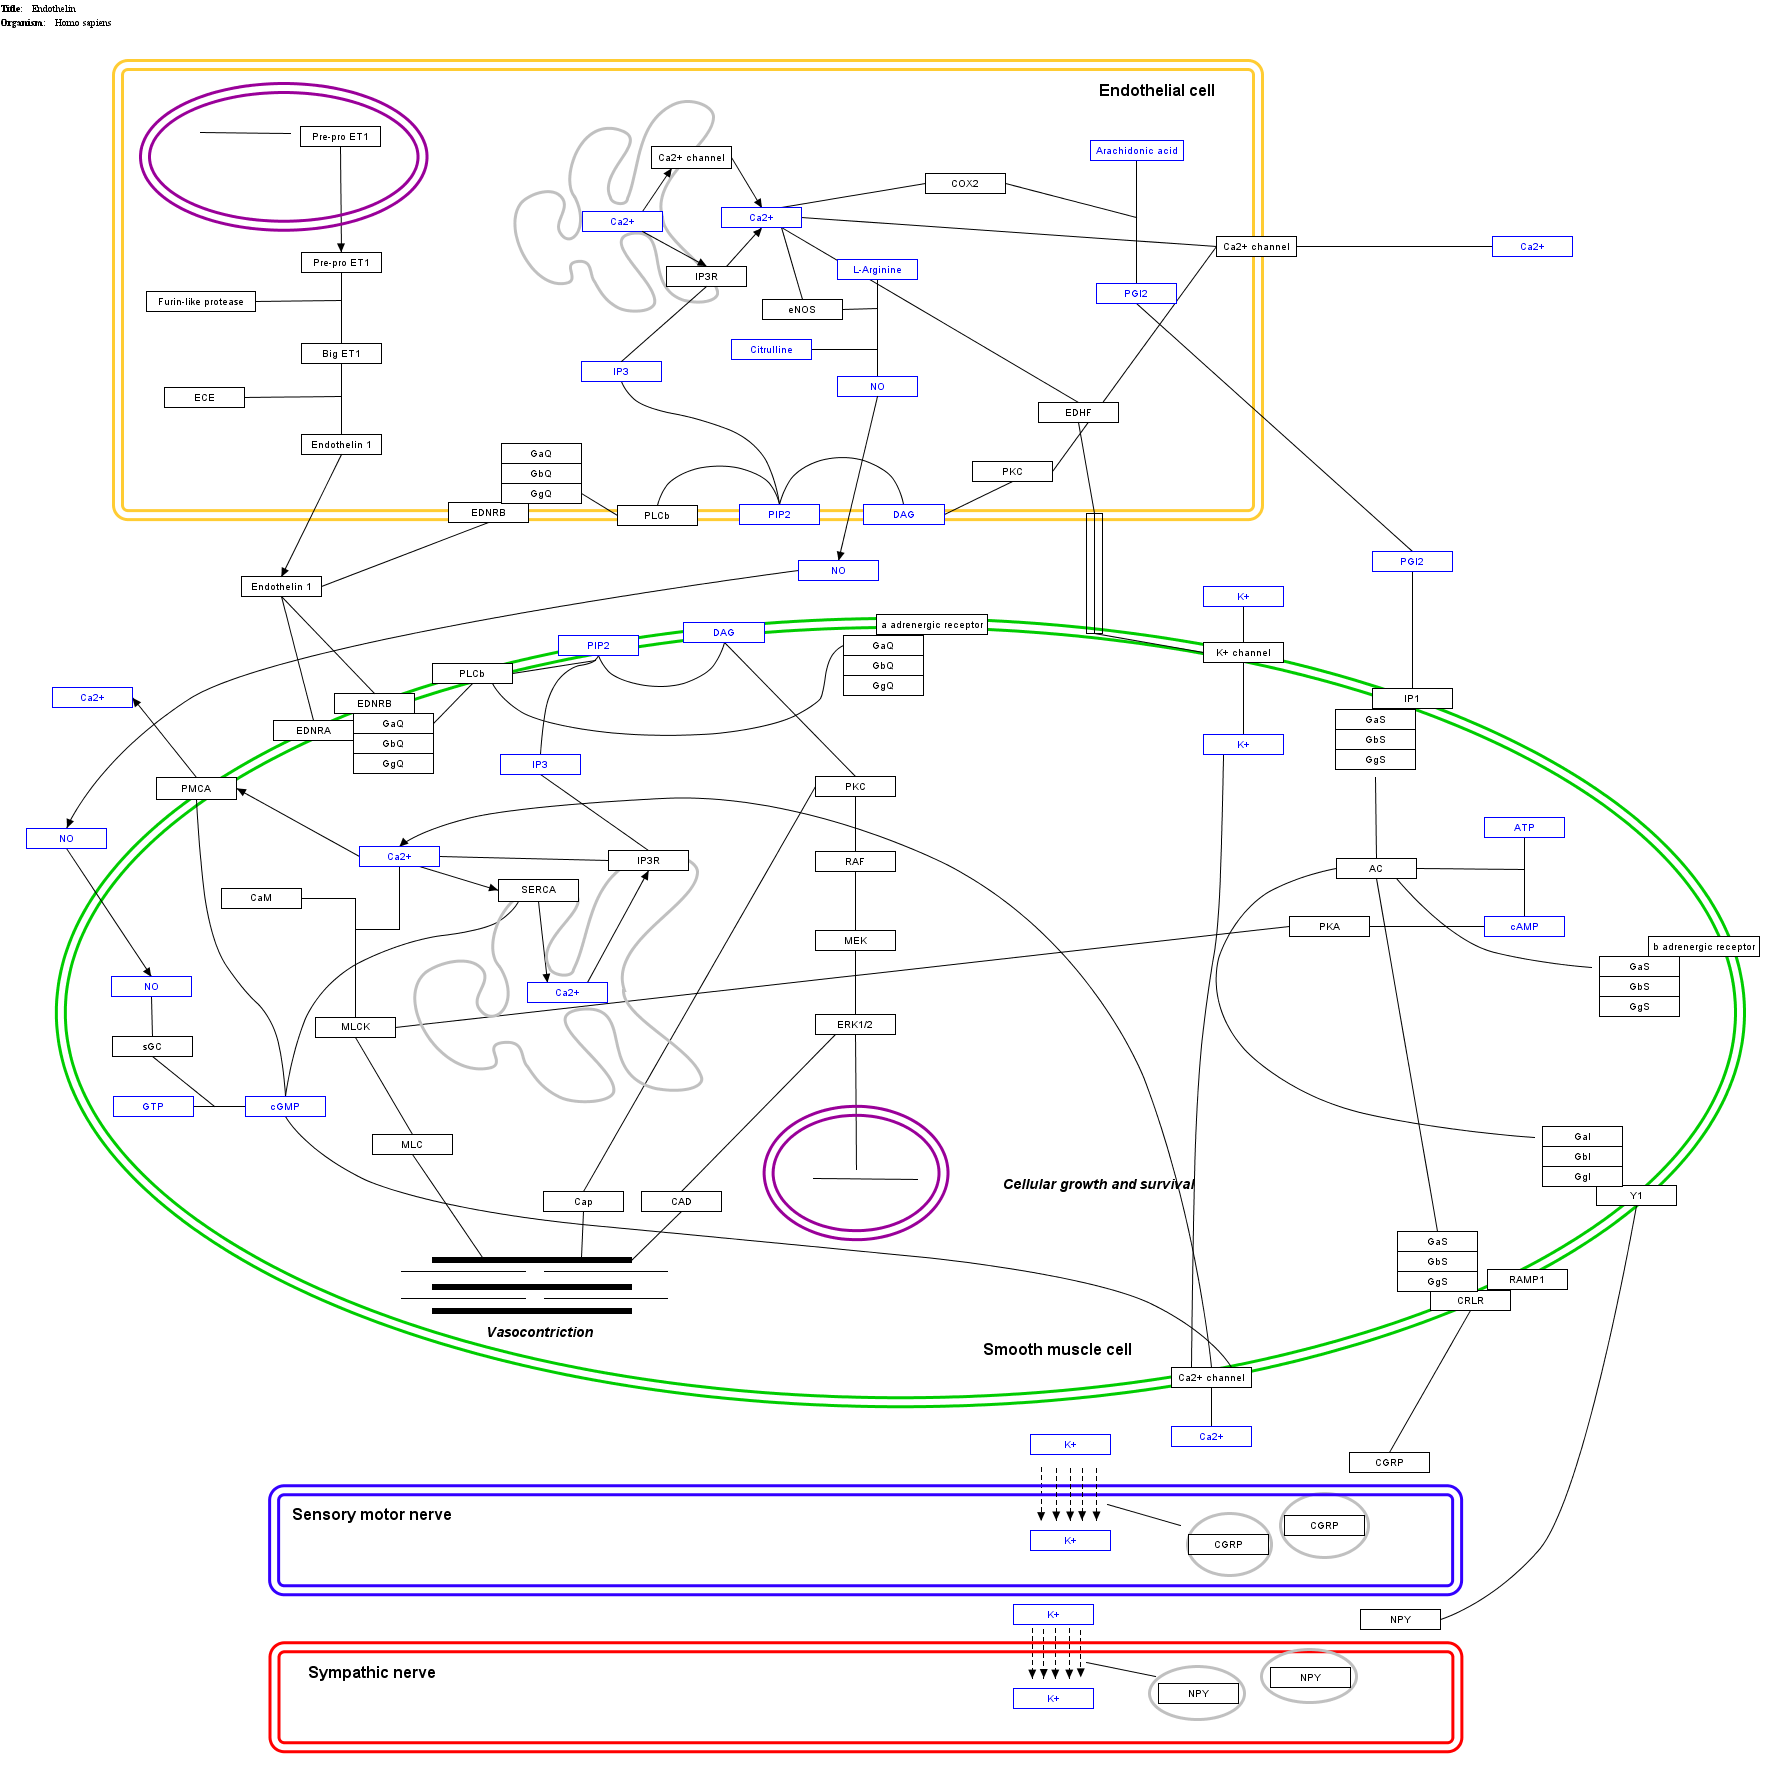 Title: Endothelin
Organism: Homo sapiens
Endothelial cell
Pre-pro ET1
Arachidonic acid
Ca2+ channel
COX2
Ca2+
Ca2+
Ca2+ channel
Ca2+
Pre-pro ET1
L-Arginine
IP3R
PGI2
Furin-like protease
eNOS
Citrulline
Big ET1
IP3
NO
ECE
EDHF
Endothelin 1
GaQ
GbQ
GgQ
PKC
EDNRB
PLCb
PIP2
DAG
PGI2
NO
Endothelin 1
K+
a adrenergic receptor
DAG
PIP2
GaQ
GbQ
GgQ
K+ channel
PLCb
Ca2+
EDNRB
IP1
EDNRA
GaQ
GbQ
GgQ
GaS
GbS
GgS
K+
IP3
PMCA
PKC
NO
ATP
Ca2+
IP3R
RAF
AC
SERCA
CaM
PKA
cAMP
MEK
b adrenergic receptor
GaS
GbS
GgS
NO
Ca2+
MLCK
ERK1/2
sGC
GTP
cGMP
MLC
GaI
GbI
GgI
Cellular growth and survival
Y1
Cap
CAD
GaS
GbS
GgS
RAMP1
CRLR
Vasocontriction
Smooth muscle cell
Ca2+ channel
Ca2+
K+
CGRP
Sensory motor nerve
K+
CGRP
CGRP
K+
NPY
Sympathic nerve
K+
NPY
NPY